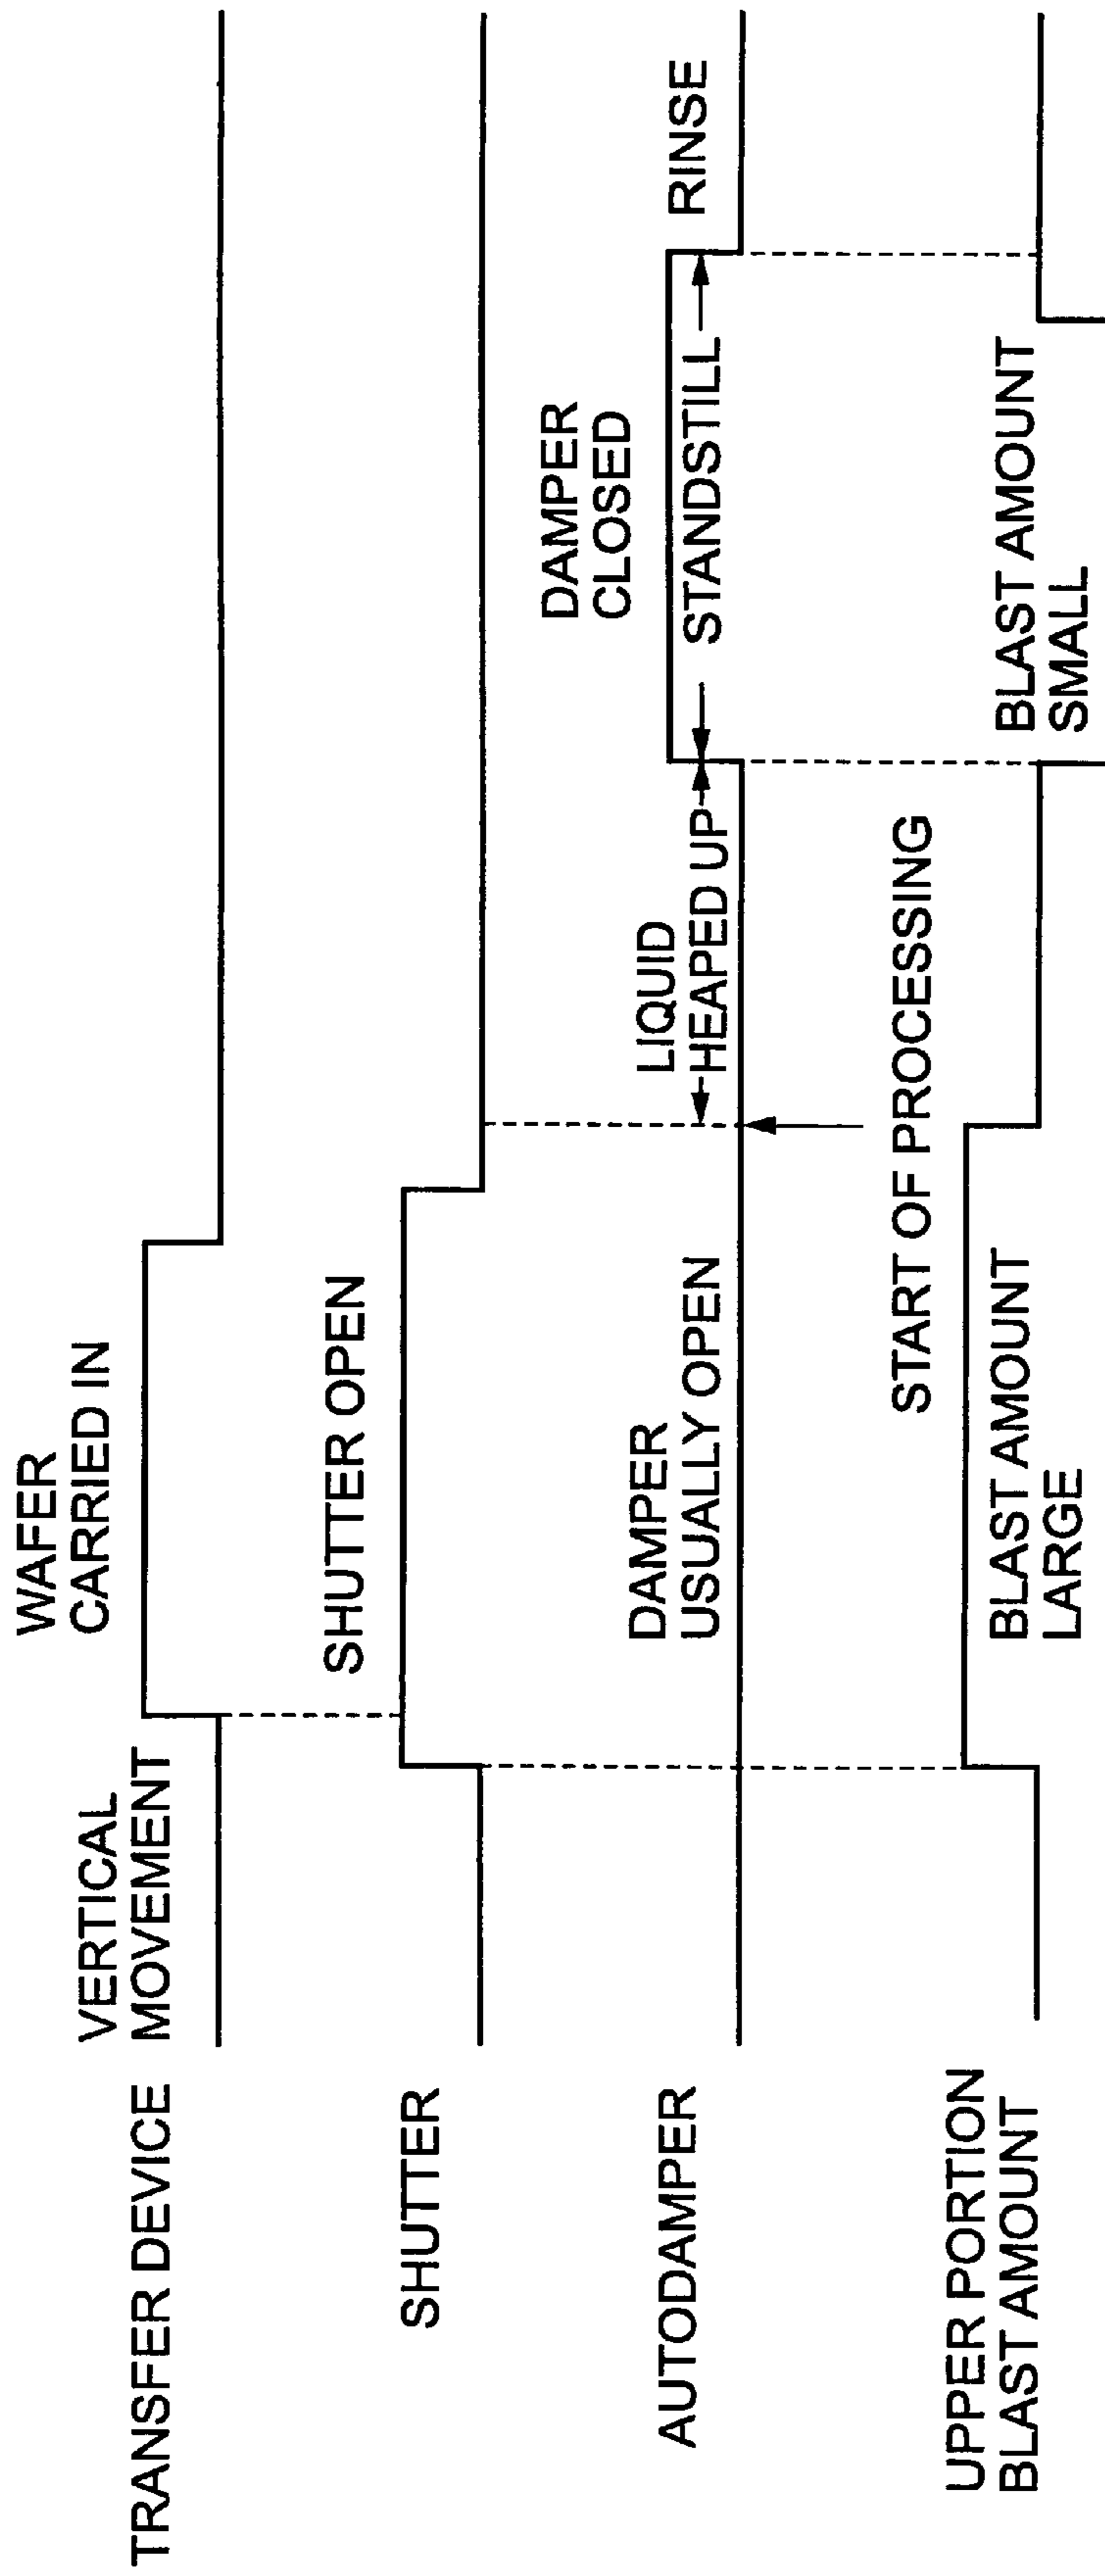 TRANSFER DEVICE
VERTICAL
MOVEMENT
WAFER
CARRIED IN
SHUTTER
SHUTTER OPEN
AUTODAMPER
DAMPER
USUALLY OPEN
LIQUID
HEAPED UP
DAMPER
CLOSED
STANDSTILL
RINSE
START OF PROCESSING
UPPER PORTION
BLAST AMOUNT
BLAST AMOUNT
LARGE
BLAST AMOUNT
SMALL